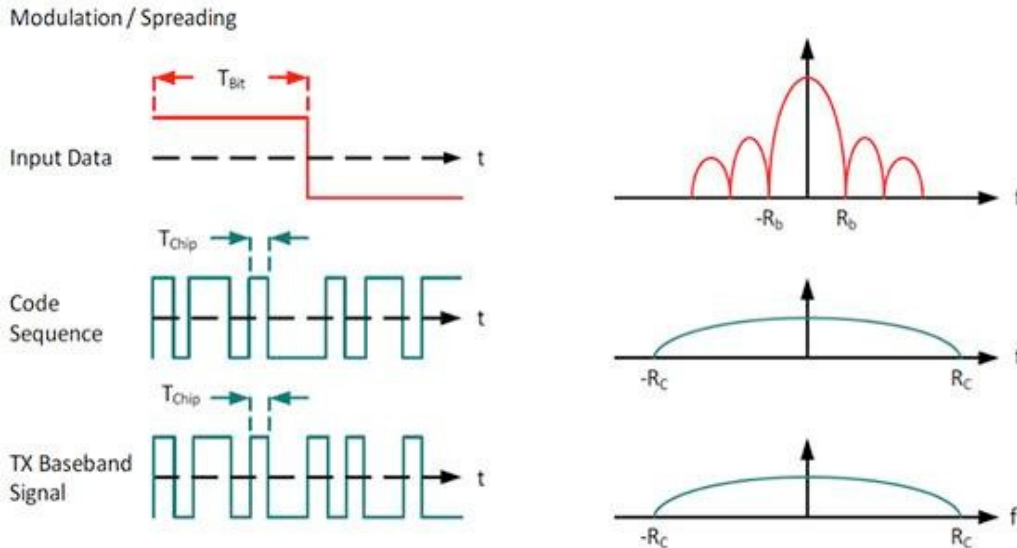 Modulation / Spreading
T_Bit
Input Data
t
-R_b
R_b
f
T_Chip
Code
Sequence
t
-R_C
R_C
f
T_Chip
TX Baseband
Signal
t
-R_C
R_C
f